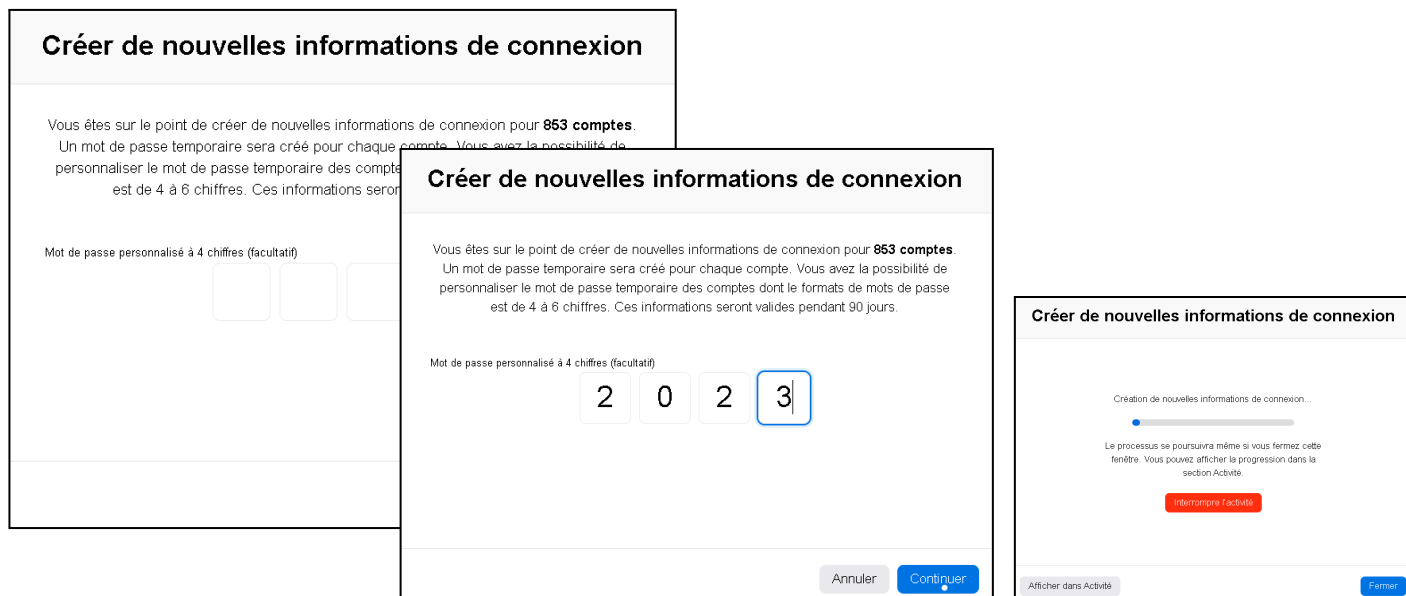 Créer de nouvelles informations de connexion
Vous êtes sur le point de créer de nouvelles informations de connexion pour 853 comptes.
Un mot de passe temporaire sera créé pour chaque compte. Vous avez la possibilité de
personnaliser le mot de passe temporaire des compte
est de 4 à 6 chiffres. Ces informations seron
Mot de passe personnalisé à 4 chiffres (facultatif)
Créer de nouvelles informations de connexion
Vous êtes sur le point de créer de nouvelles informations de connexion pour 853 comptes.
Un mot de passe temporaire sera créé pour chaque compte. Vous avez la possibilité de
personnaliser le mot de passe temporaire des comptes dont le formats de mots de passe
est de 4 à 6 chiffres. Ces informations seront valides pendant 90 jours.
Mot de passe personnalisé à 4 chiffres (facultatif)
2 0 2 3
Annuler Continuer
Créer de nouvelles informations de connexion
Création de nouvelles informations de connexion...
Le processus se poursuivra même si vous fermez cette
fenêtre. Vous pouvez afficher la progression dans la
section Activité.
Interrompre l'activité
Afficher dans Activité Fermer